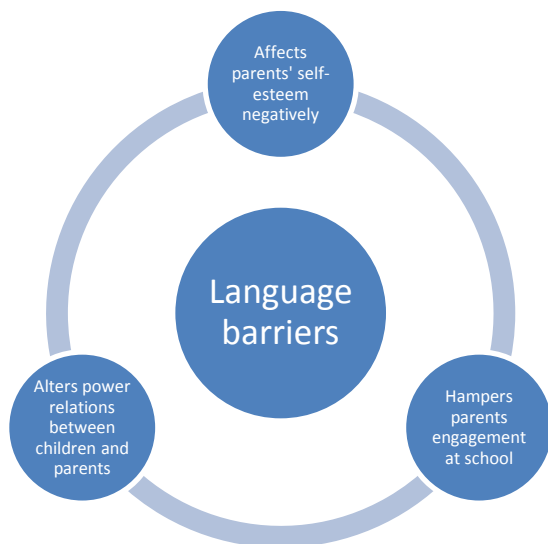 Affects
parents' self-
esteem
negatively
Language
barriers
Alters power
relations
between
children and
parents
Hampers
parents
engagement
at school